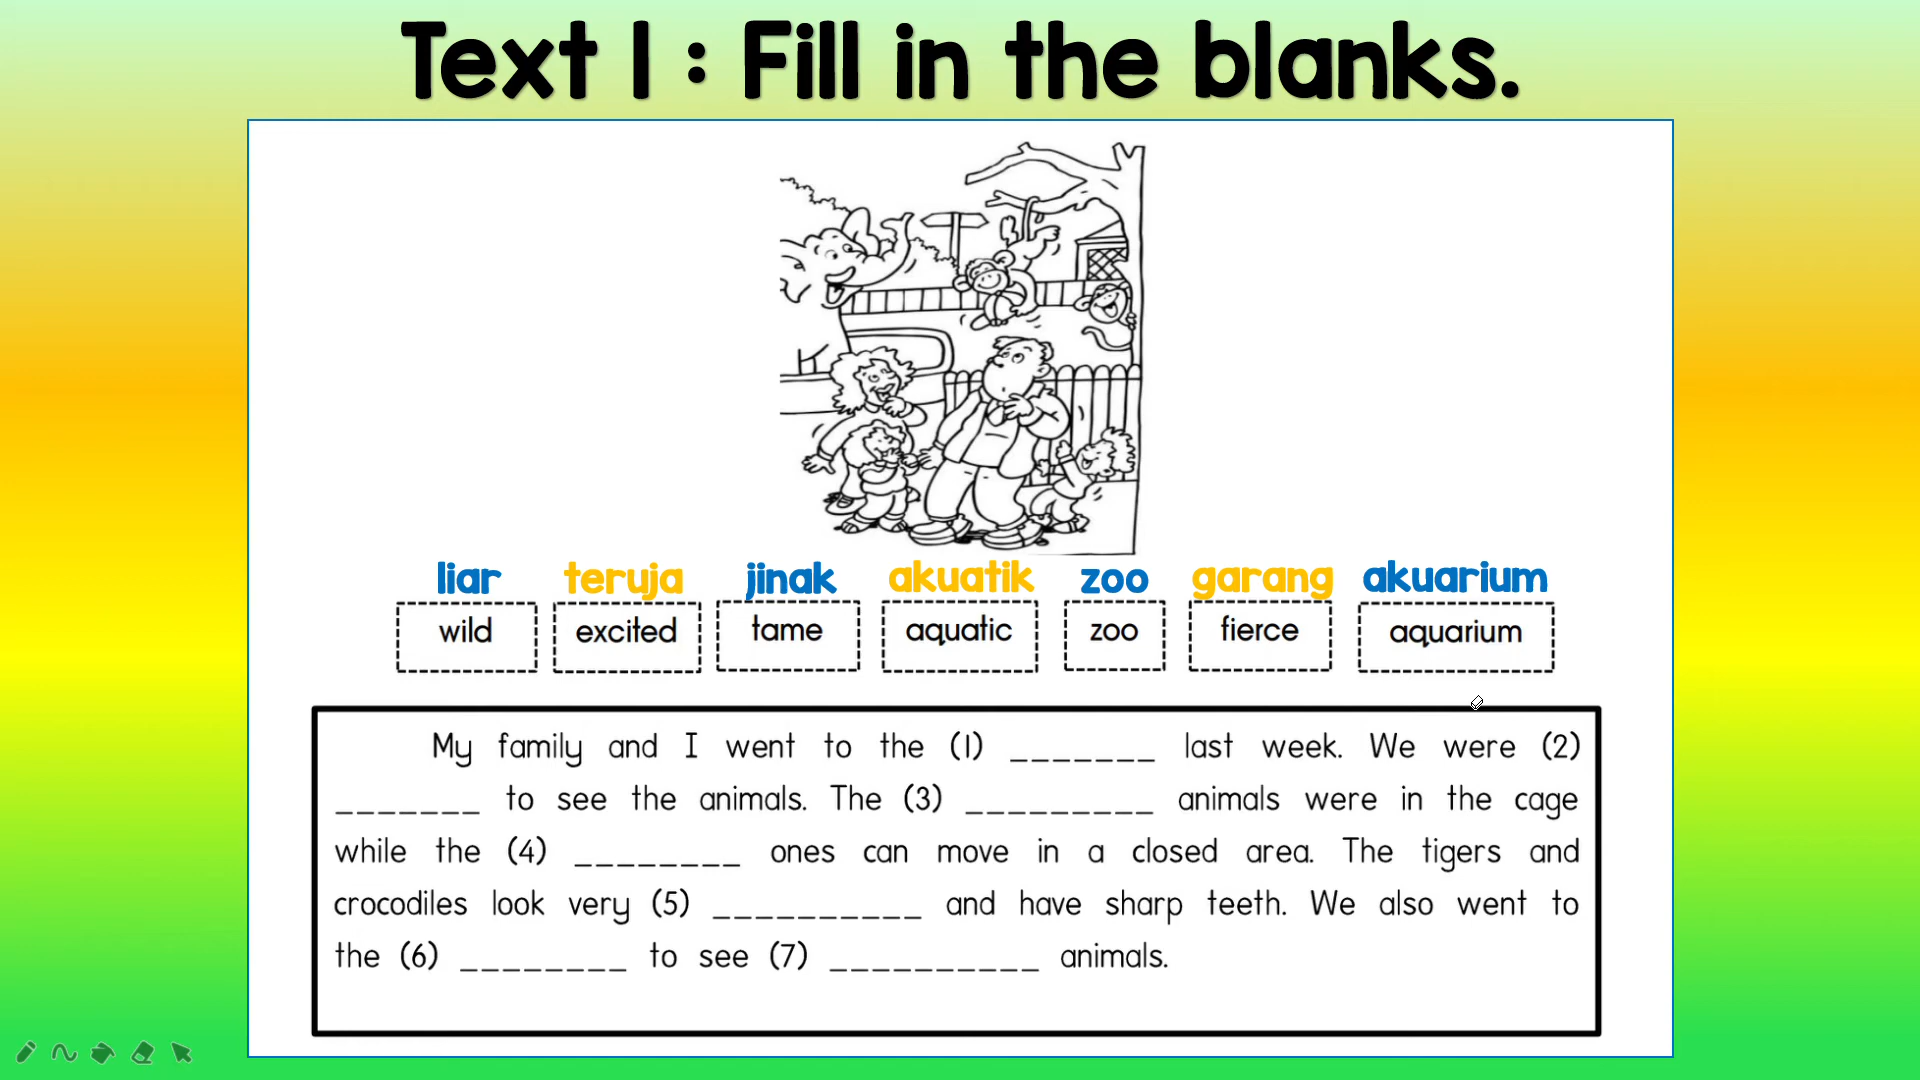 Text 1 : Fill in the blanks.
liar teruja jinak akuatik zoo garang akuarium
wild excited tame aquatic zoo fierce aquarium
My family and I went to the (1) _______ last week. We were (2)
_______ to see the animals. The (3) _________ animals were in the cage
while the (4) ________ ones can move in a closed area. The tigers and
crocodiles look very (5) __________ and have sharp teeth. We also went to
the (6) ________ to see (7) __________ animals.